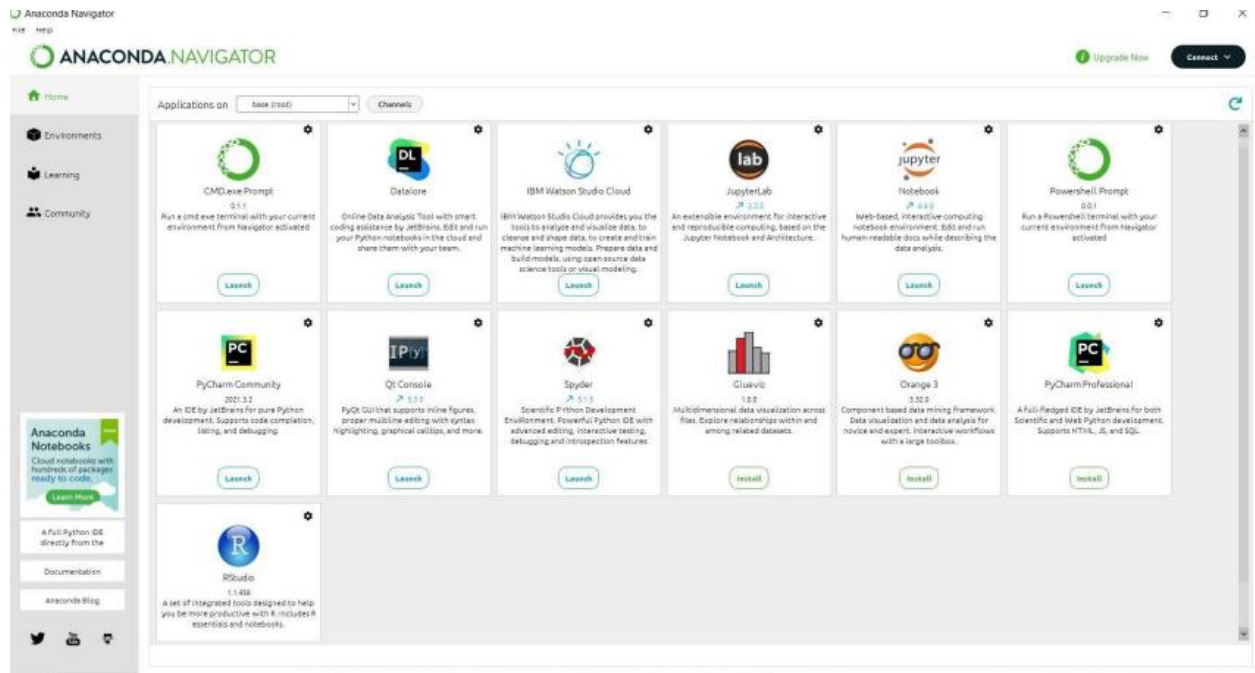 Anaconda Navigator
File Help
ANACONDA.NAVIGATOR
Upgrade Now
Connect
Home
Environments
Learning
Community
Applications on
base (root)
Channels
CMD.exe Prompt
0.1.1
Run a cmd.exe terminal with your current
environment from Navigator activated
Launch
DL
Datalore
Online Data Analysis Tool with smart
coding assistance by JetBrains. Edit and run
your Python notebooks in the cloud and
share them with your team.
Launch
IBM Watson Studio Cloud
IBM Watson Studio Cloud provides you the
tools to analyze and visualize data, to
cleanse and shape data, to create and train
machine learning models. Prepare data and
build models, using open source data
science tools or visual modeling.
Launch
lab
JupyterLab
An extensible environment for interactive
and reproducible computing, based on the
Jupyter Notebook and Architecture.
Launch
jupyter
Notebook
Web-based, interactive computing
notebook environment. Edit and run
human-readable docs while describing the
data analysis.
Launch
Powershell Prompt
0.0.1
Run a Powershell terminal with your
current environment from Navigator
activated
Launch
PC
PyCharm Community
2021.3.2
An IDE by JetBrains for pure Python
development. Supports code completion,
listing, and debugging.
Launch
IP[y]
Qt Console
PyQt GUI that supports inline figures,
proper multiline editing with syntax
highlighting, graphical calltips, and more.
Launch
Spyder
Scientific PYthon Development
EnviRonment. Powerful Python IDE with
advanced editing, interactive testing,
debugging and introspection features
Launch
Glueviz
1.0.0
Multidimensional data visualization across
files. Explore relationships within and
among related datasets.
Install
Orange 3
3.32.0
Component based data mining framework.
Data visualization and data analysis for
novice and expert. Interactive workflows
with a large toolbox.
Install
PC
PyCharm Professional
A full-fledged IDE by JetBrains for both
Scientific and Web Python development.
Supports HTML, JS, and SQL.
Install
R
RStudio
1.1.456
A set of integrated tools designed to help
you be more productive with R. Includes R
essentials and notebooks.
Anaconda
Notebooks
Cloud notebooks with
hundreds of packages
ready to code.
Learn More
A Full Python IDE
directly from the
Documentation
Anaconda Blog